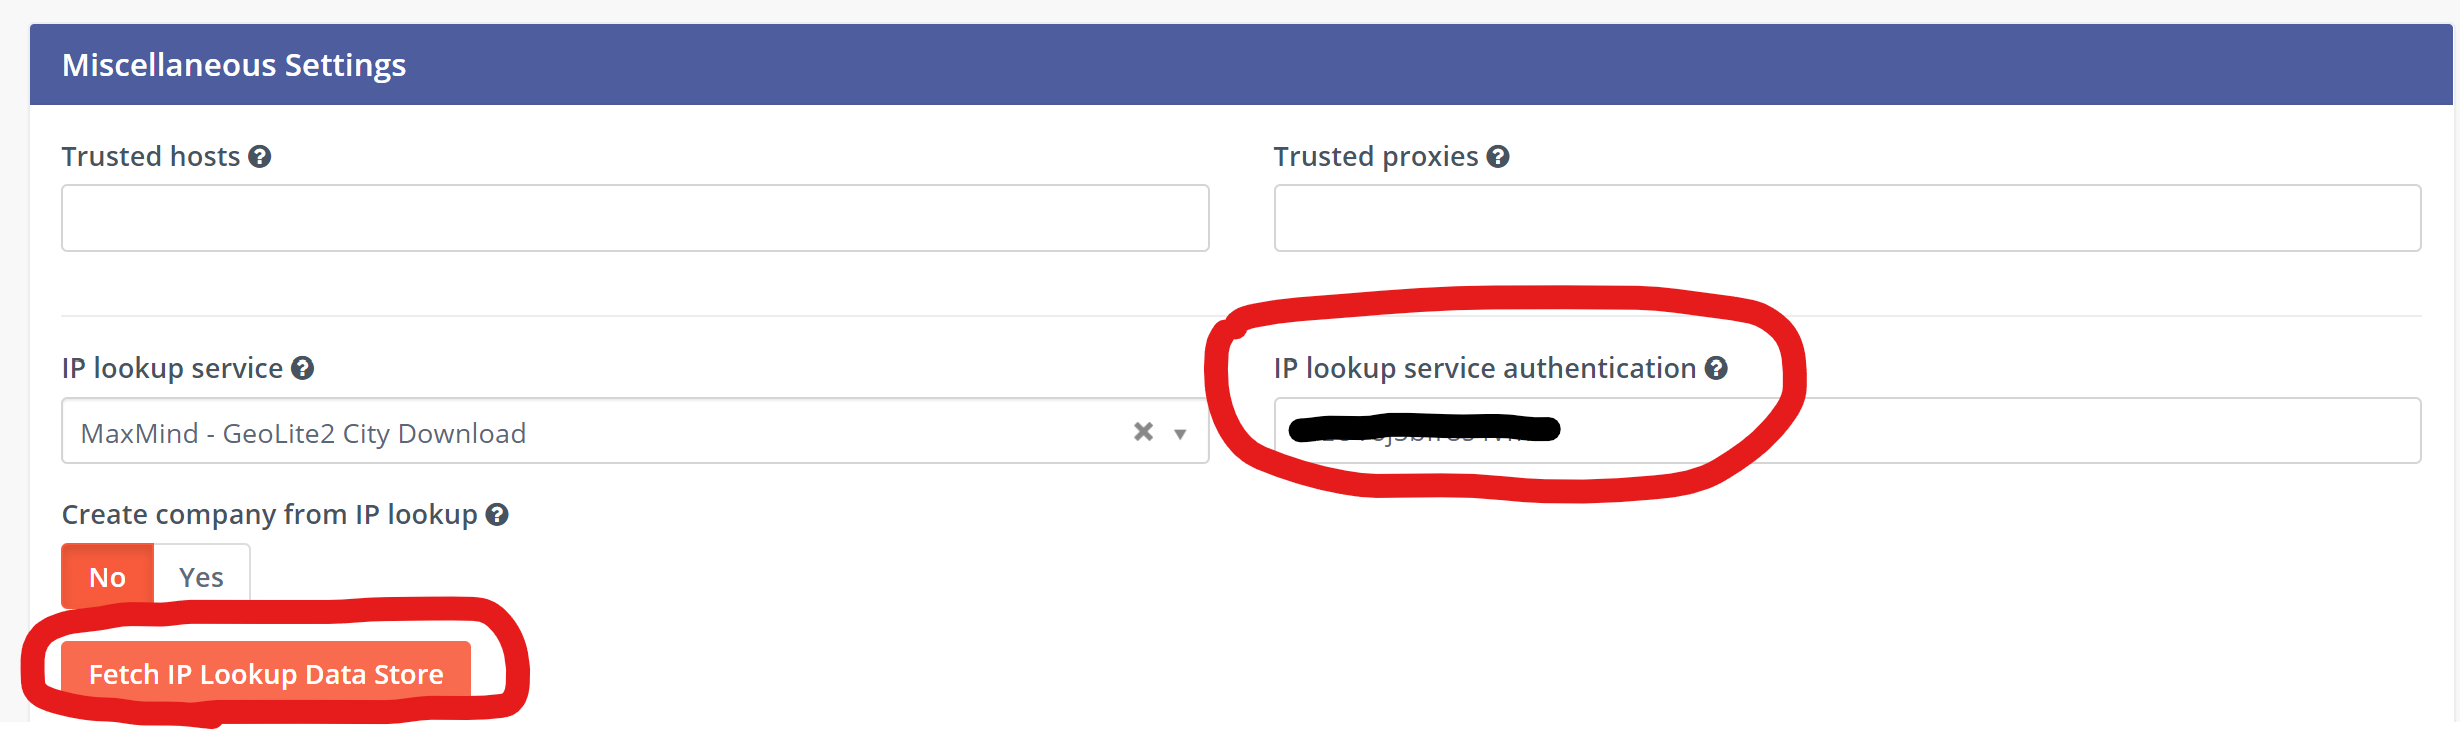 Miscellaneous Settings
Trusted hosts
Trusted proxies
IP lookup service
IP lookup service authentication
MaxMind - GeoLite2 City Download
Create company from IP lookup
No Yes
Fetch IP Lookup Data Store